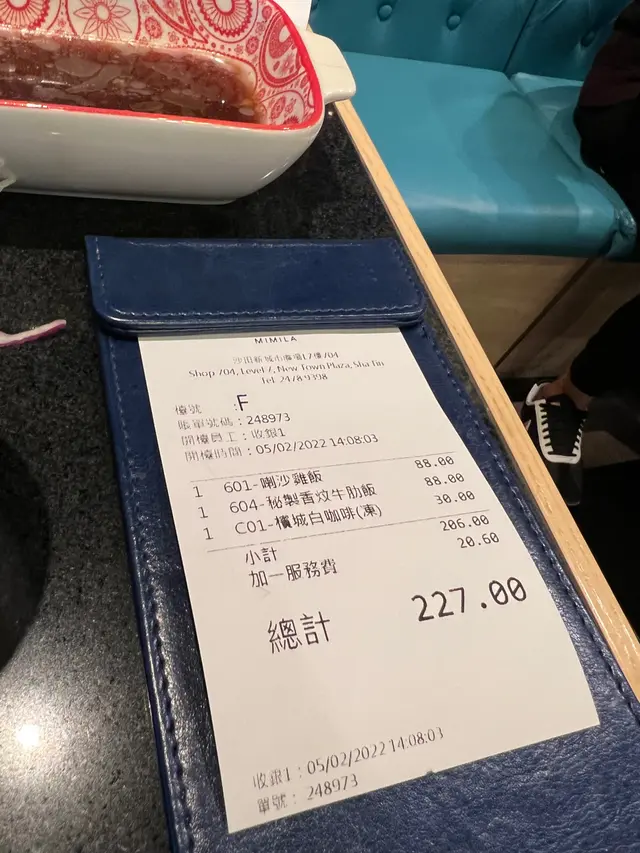 MIMILA
沙田新城市廣場L7樓704
Shop 704, Level 7, New Town Plaza, Sha Tin
Tel: 2478 9398
檯號 :F
賬單號碼 : 248973
開檯員工 : 收銀1
開檯時間 : 05/02/2022 14:08:03
1 601-喇沙雞飯 88.00
1 604-秘製香炆牛肋飯 88.00
1 C01-檳城白咖啡(凍) 30.00
小計 206.00
加一服務費 20.60
總計 227.00
收銀1 : 05/02/2022 14:08:03
單號 : 248973